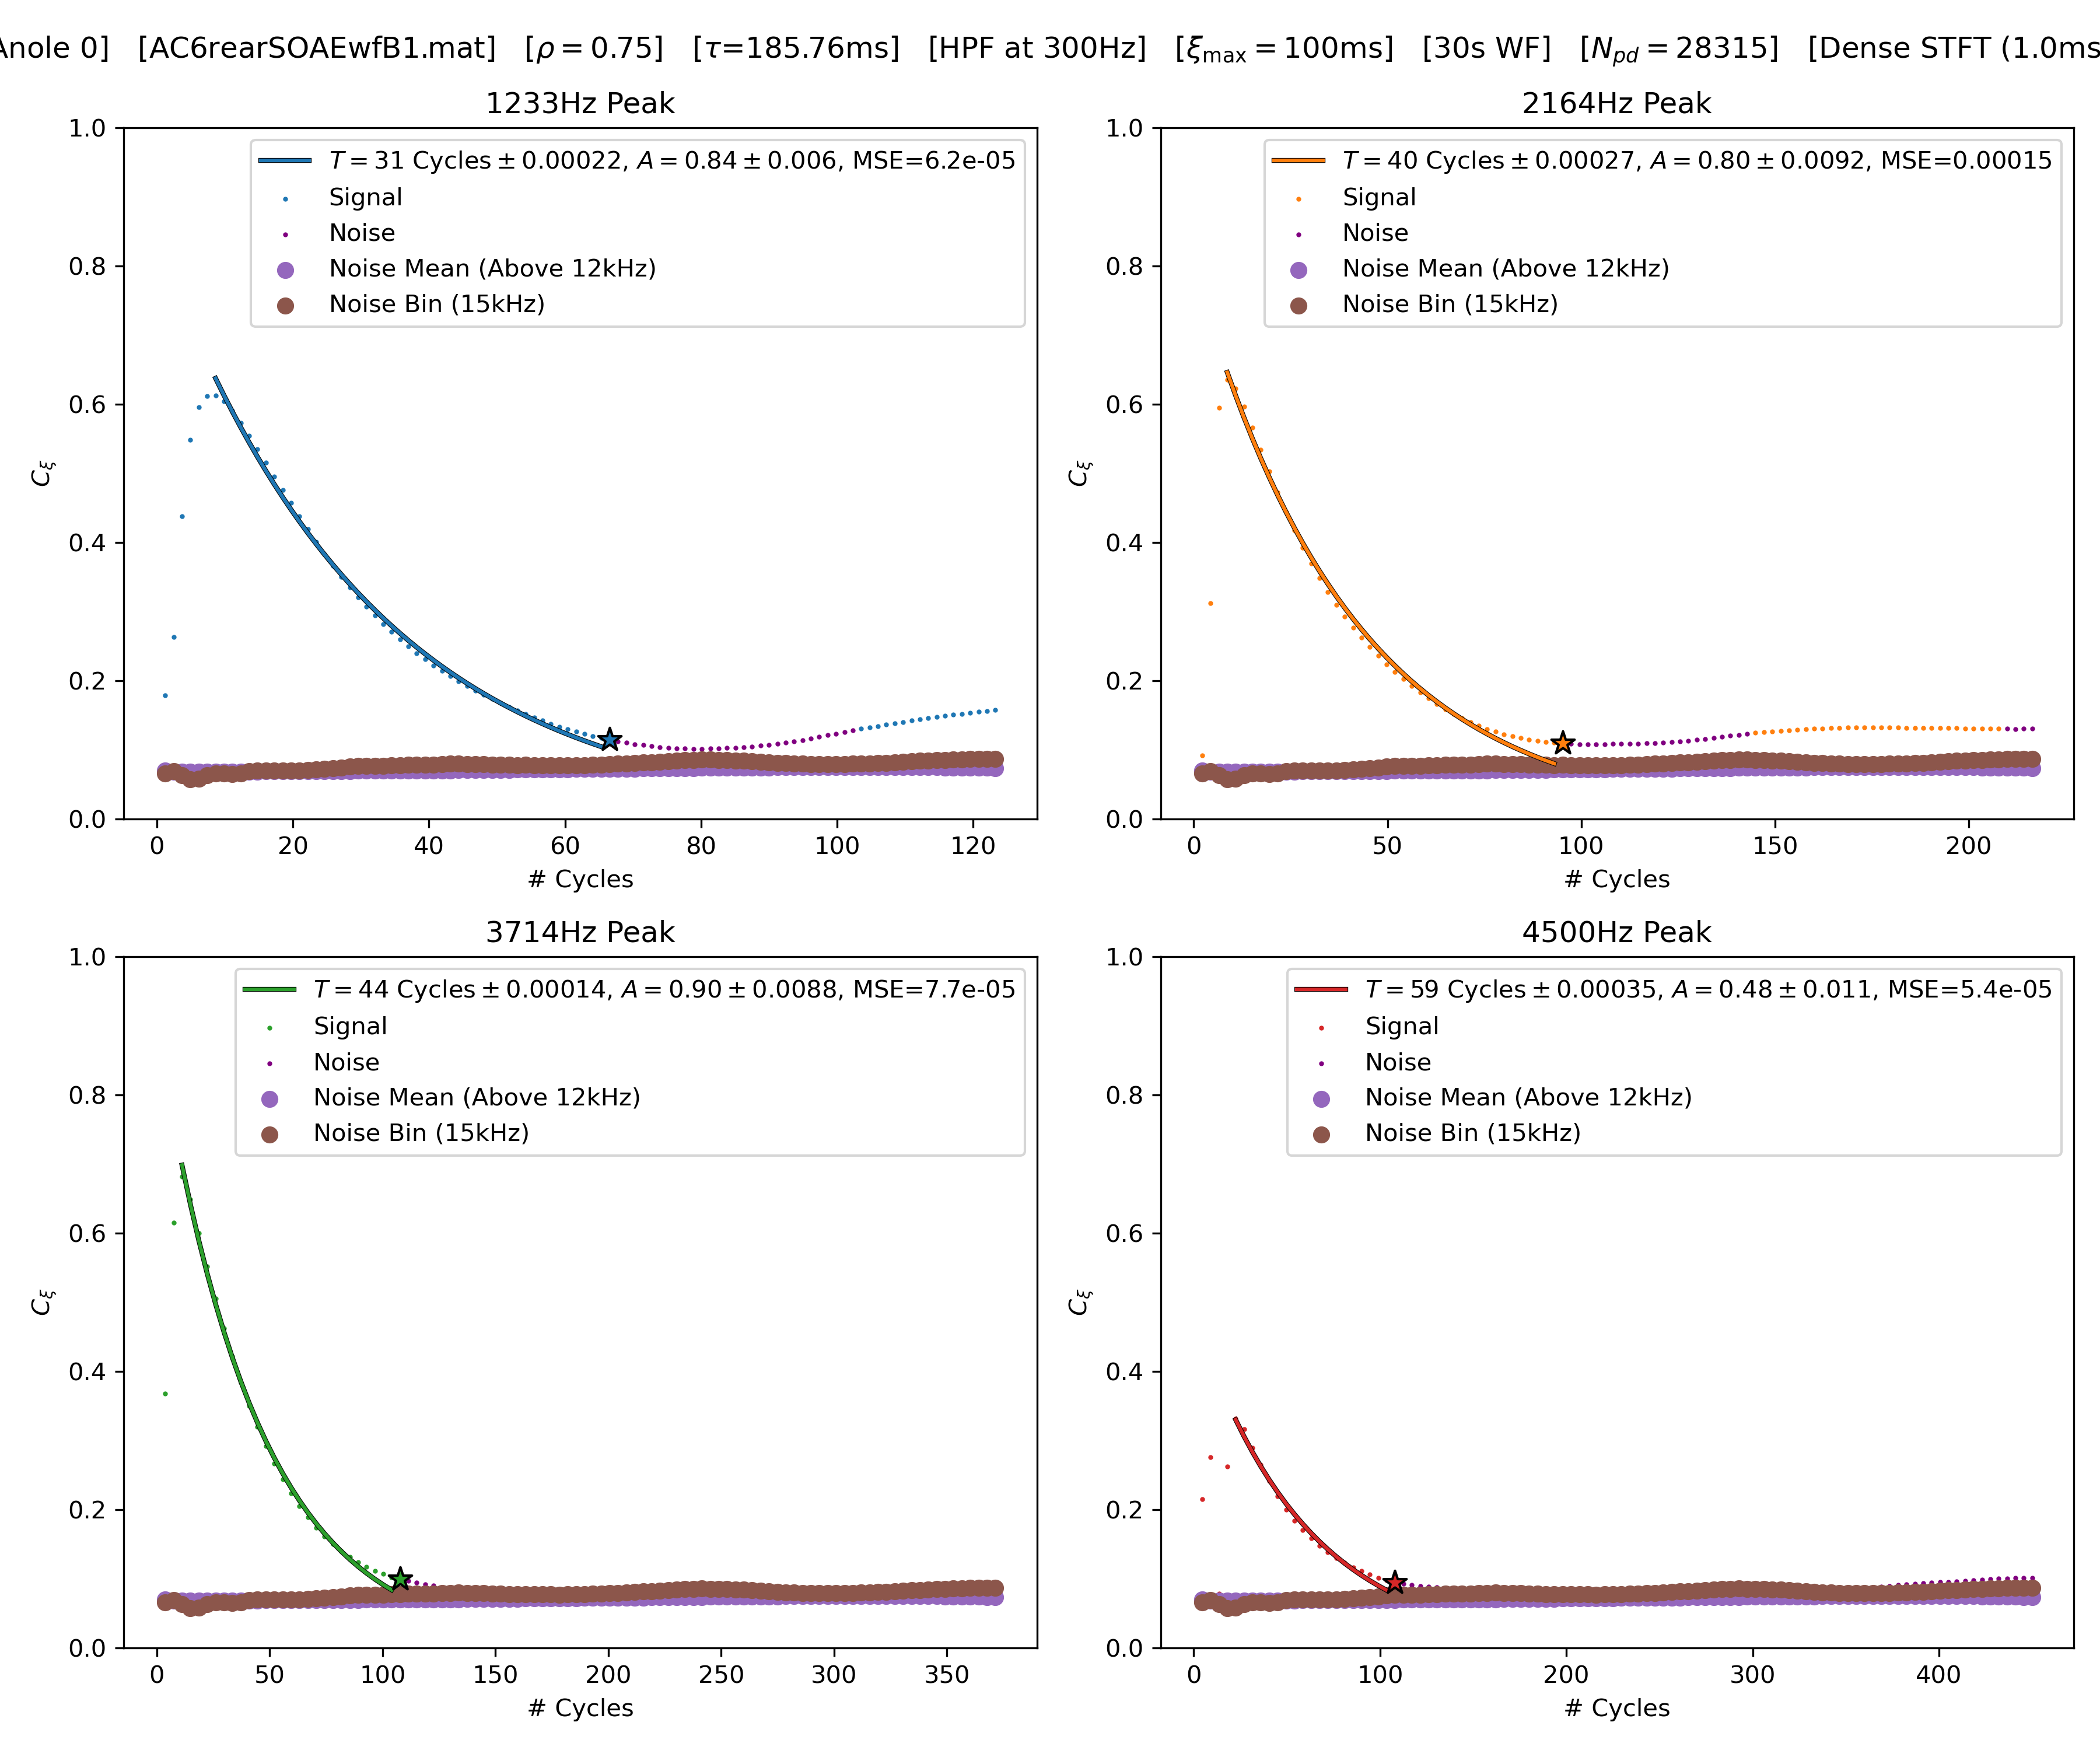 Anole 0] [AC6rearSOAEwfB1.mat] [ρ = 0.75] [τ=185.76ms] [HPF at 300Hz] [ξmax = 100ms] [30s WF] [Npd = 28315] [Dense STFT (1.0ms
1233Hz Peak
1.0
0.8
0.6
0.4
0.2
0.0
Cξ
T = 31 Cycles ± 0.00022, A = 0.84 ± 0.006, MSE=6.2e-05
Signal
Noise
Noise Mean (Above 12kHz)
Noise Bin (15kHz)
0 20 40 60 80 100 120
# Cycles
2164Hz Peak
1.0
0.8
0.6
0.4
0.2
0.0
Cξ
T = 40 Cycles ± 0.00027, A = 0.80 ± 0.0092, MSE=0.00015
Signal
Noise
Noise Mean (Above 12kHz)
Noise Bin (15kHz)
0 50 100 150 200
# Cycles
3714Hz Peak
1.0
0.8
0.6
0.4
0.2
0.0
Cξ
T = 44 Cycles ± 0.00014, A = 0.90 ± 0.0088, MSE=7.7e-05
Signal
Noise
Noise Mean (Above 12kHz)
Noise Bin (15kHz)
0 50 100 150 200 250 300 350
# Cycles
4500Hz Peak
1.0
0.8
0.6
0.4
0.2
0.0
Cξ
T = 59 Cycles ± 0.00035, A = 0.48 ± 0.011, MSE=5.4e-05
Signal
Noise
Noise Mean (Above 12kHz)
Noise Bin (15kHz)
0 100 200 300 400
# Cycles